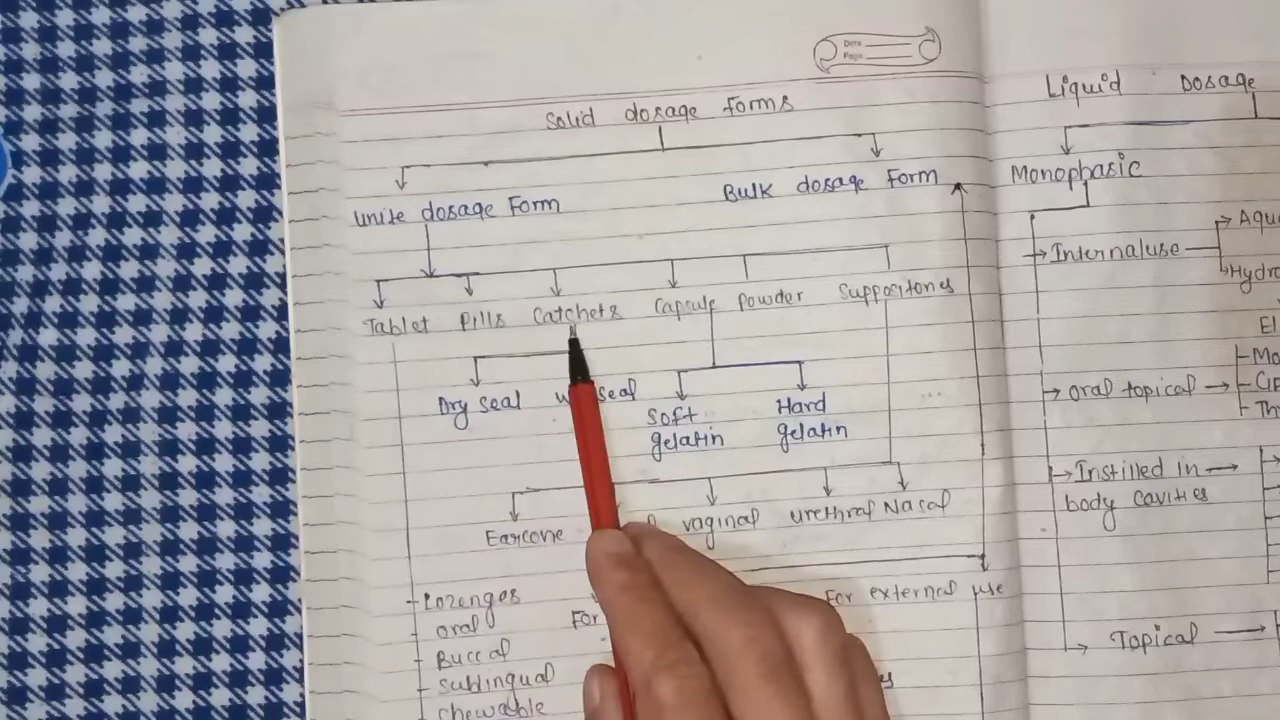 Date
Page
Solid dosage forms
Unite dosage Form
Bulk dosage Form
Tablet Pills Catchets Capsule Powder Suppositories
Dry seal seal
Soft gelatin
Hard gelatin
Earcone vaginal urethral Nasal
Lozenges
oral
Buccal
Sublingual
chewable
For
For external use
Liquid Dosage
Monophasic
Internaluse
oral topical
Instilled in
body cavities
Topical